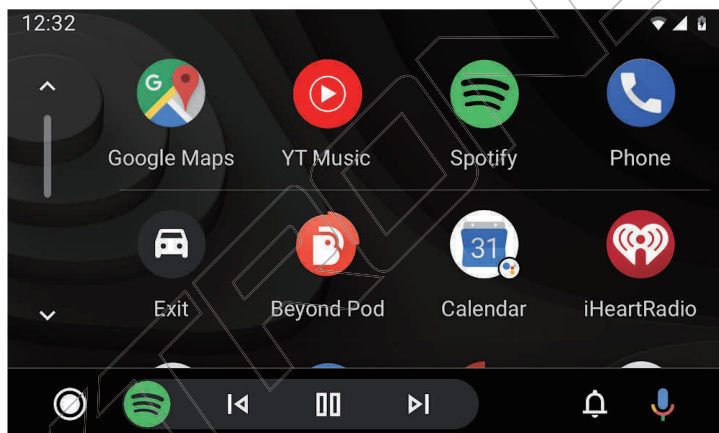 12:32
Google Maps YT Music Spotify Phone
31
Exit Beyond Pod Calendar iHeartRadio